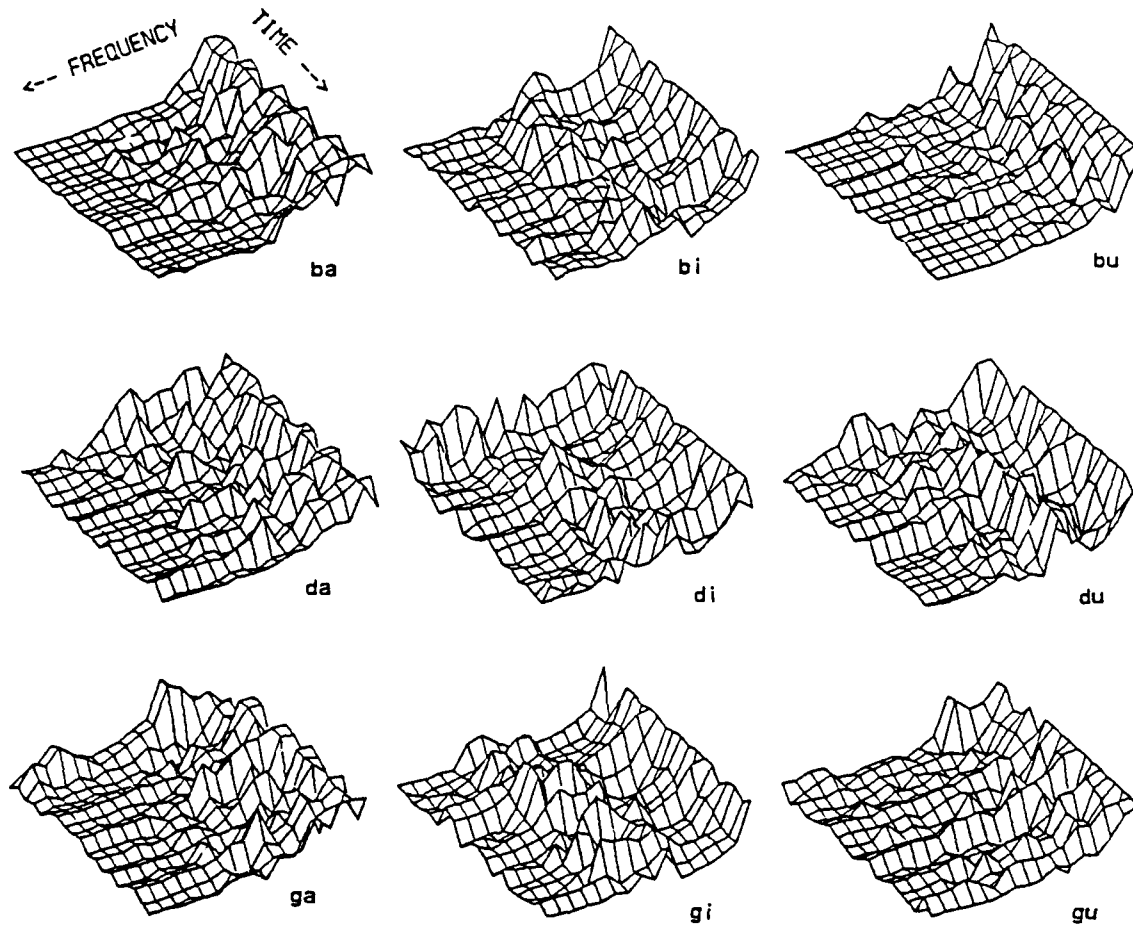 <-- FREQUENCY
TIME -->
ba
bi
bu
da
di
du
ga
gi
gu